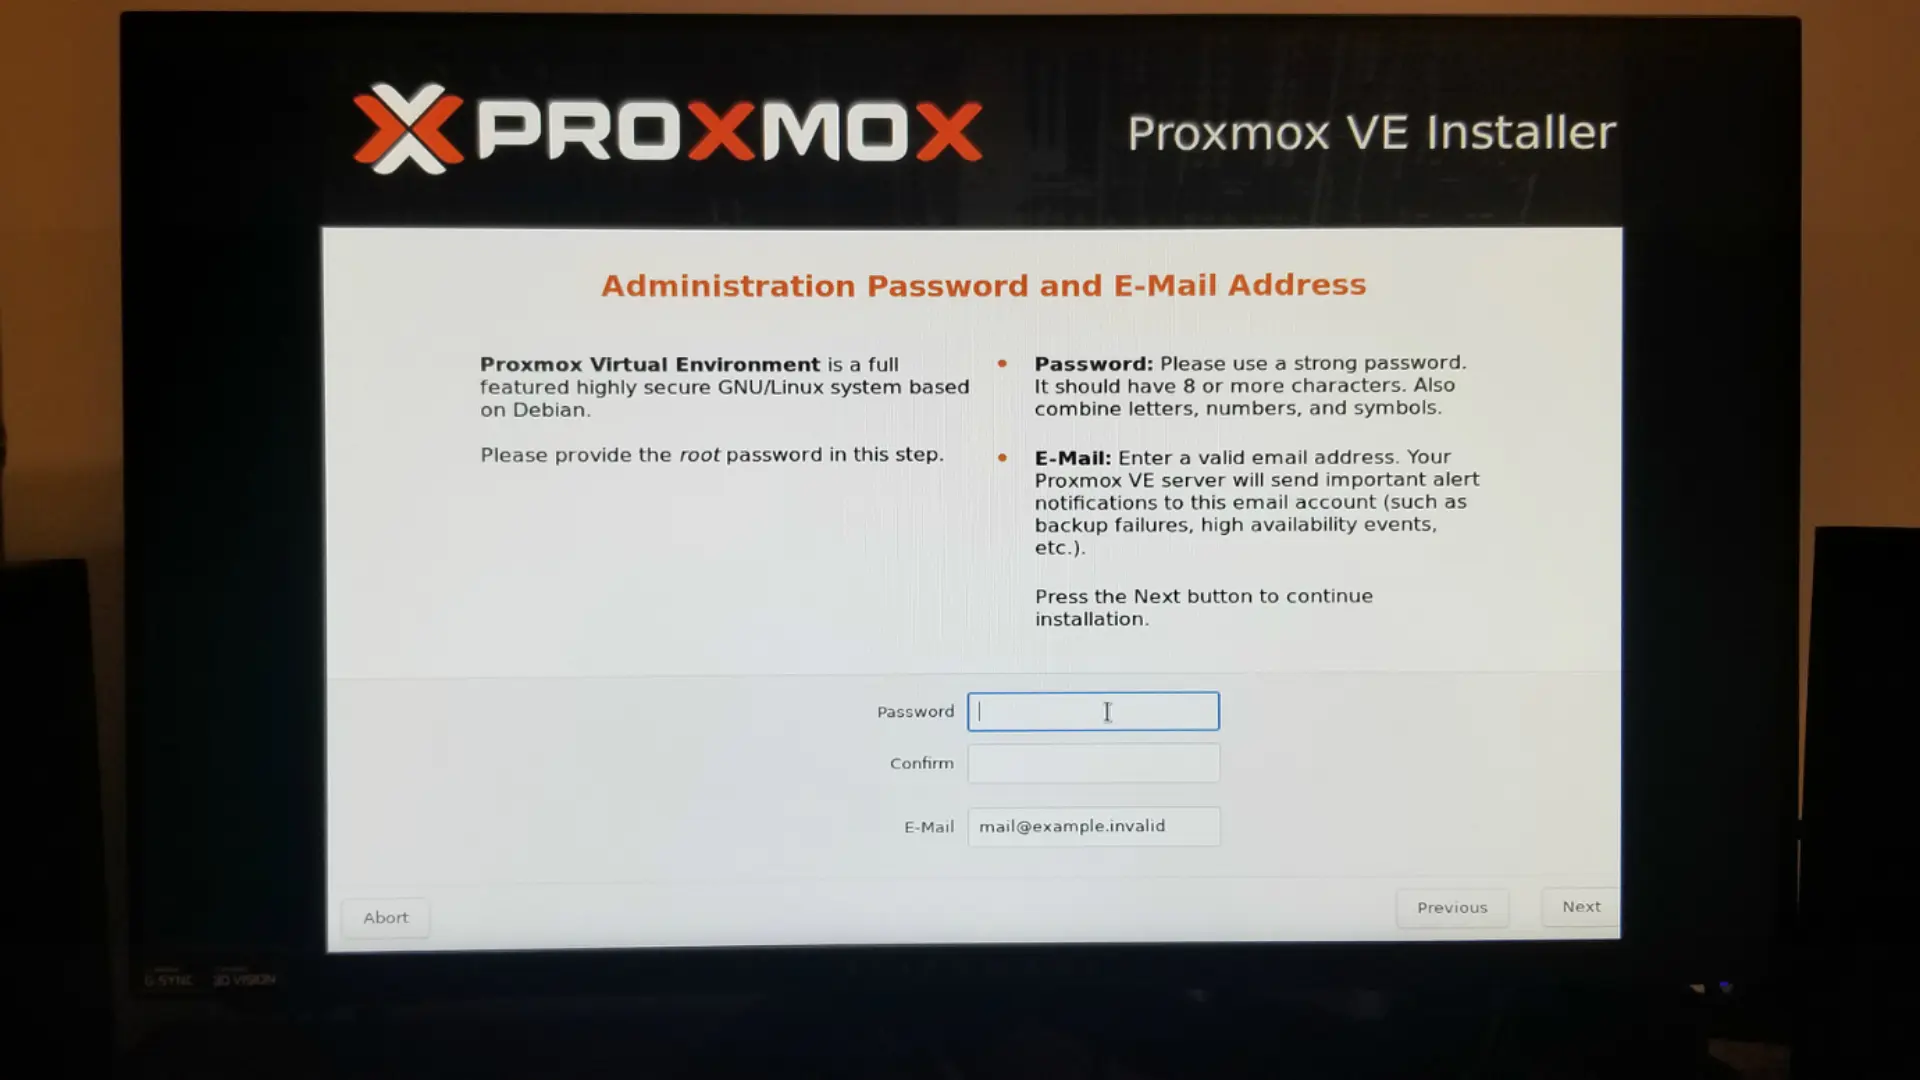 PROXMOX
Proxmox VE Installer
Administration Password and E-Mail Address
Proxmox Virtual Environment is a full
featured highly secure GNU/Linux system based
on Debian.
Please provide the root password in this step.
• Password: Please use a strong password.
It should have 8 or more characters. Also
combine letters, numbers, and symbols.
• E-Mail: Enter a valid email address. Your
Proxmox VE server will send important alert
notifications to this email account (such as
backup failures, high availability events,
etc.).
Press the Next button to continue
installation.
Password
Confirm
E-Mail mail@example.invalid
Abort
Previous
Next
G-SYNC 3D VISION